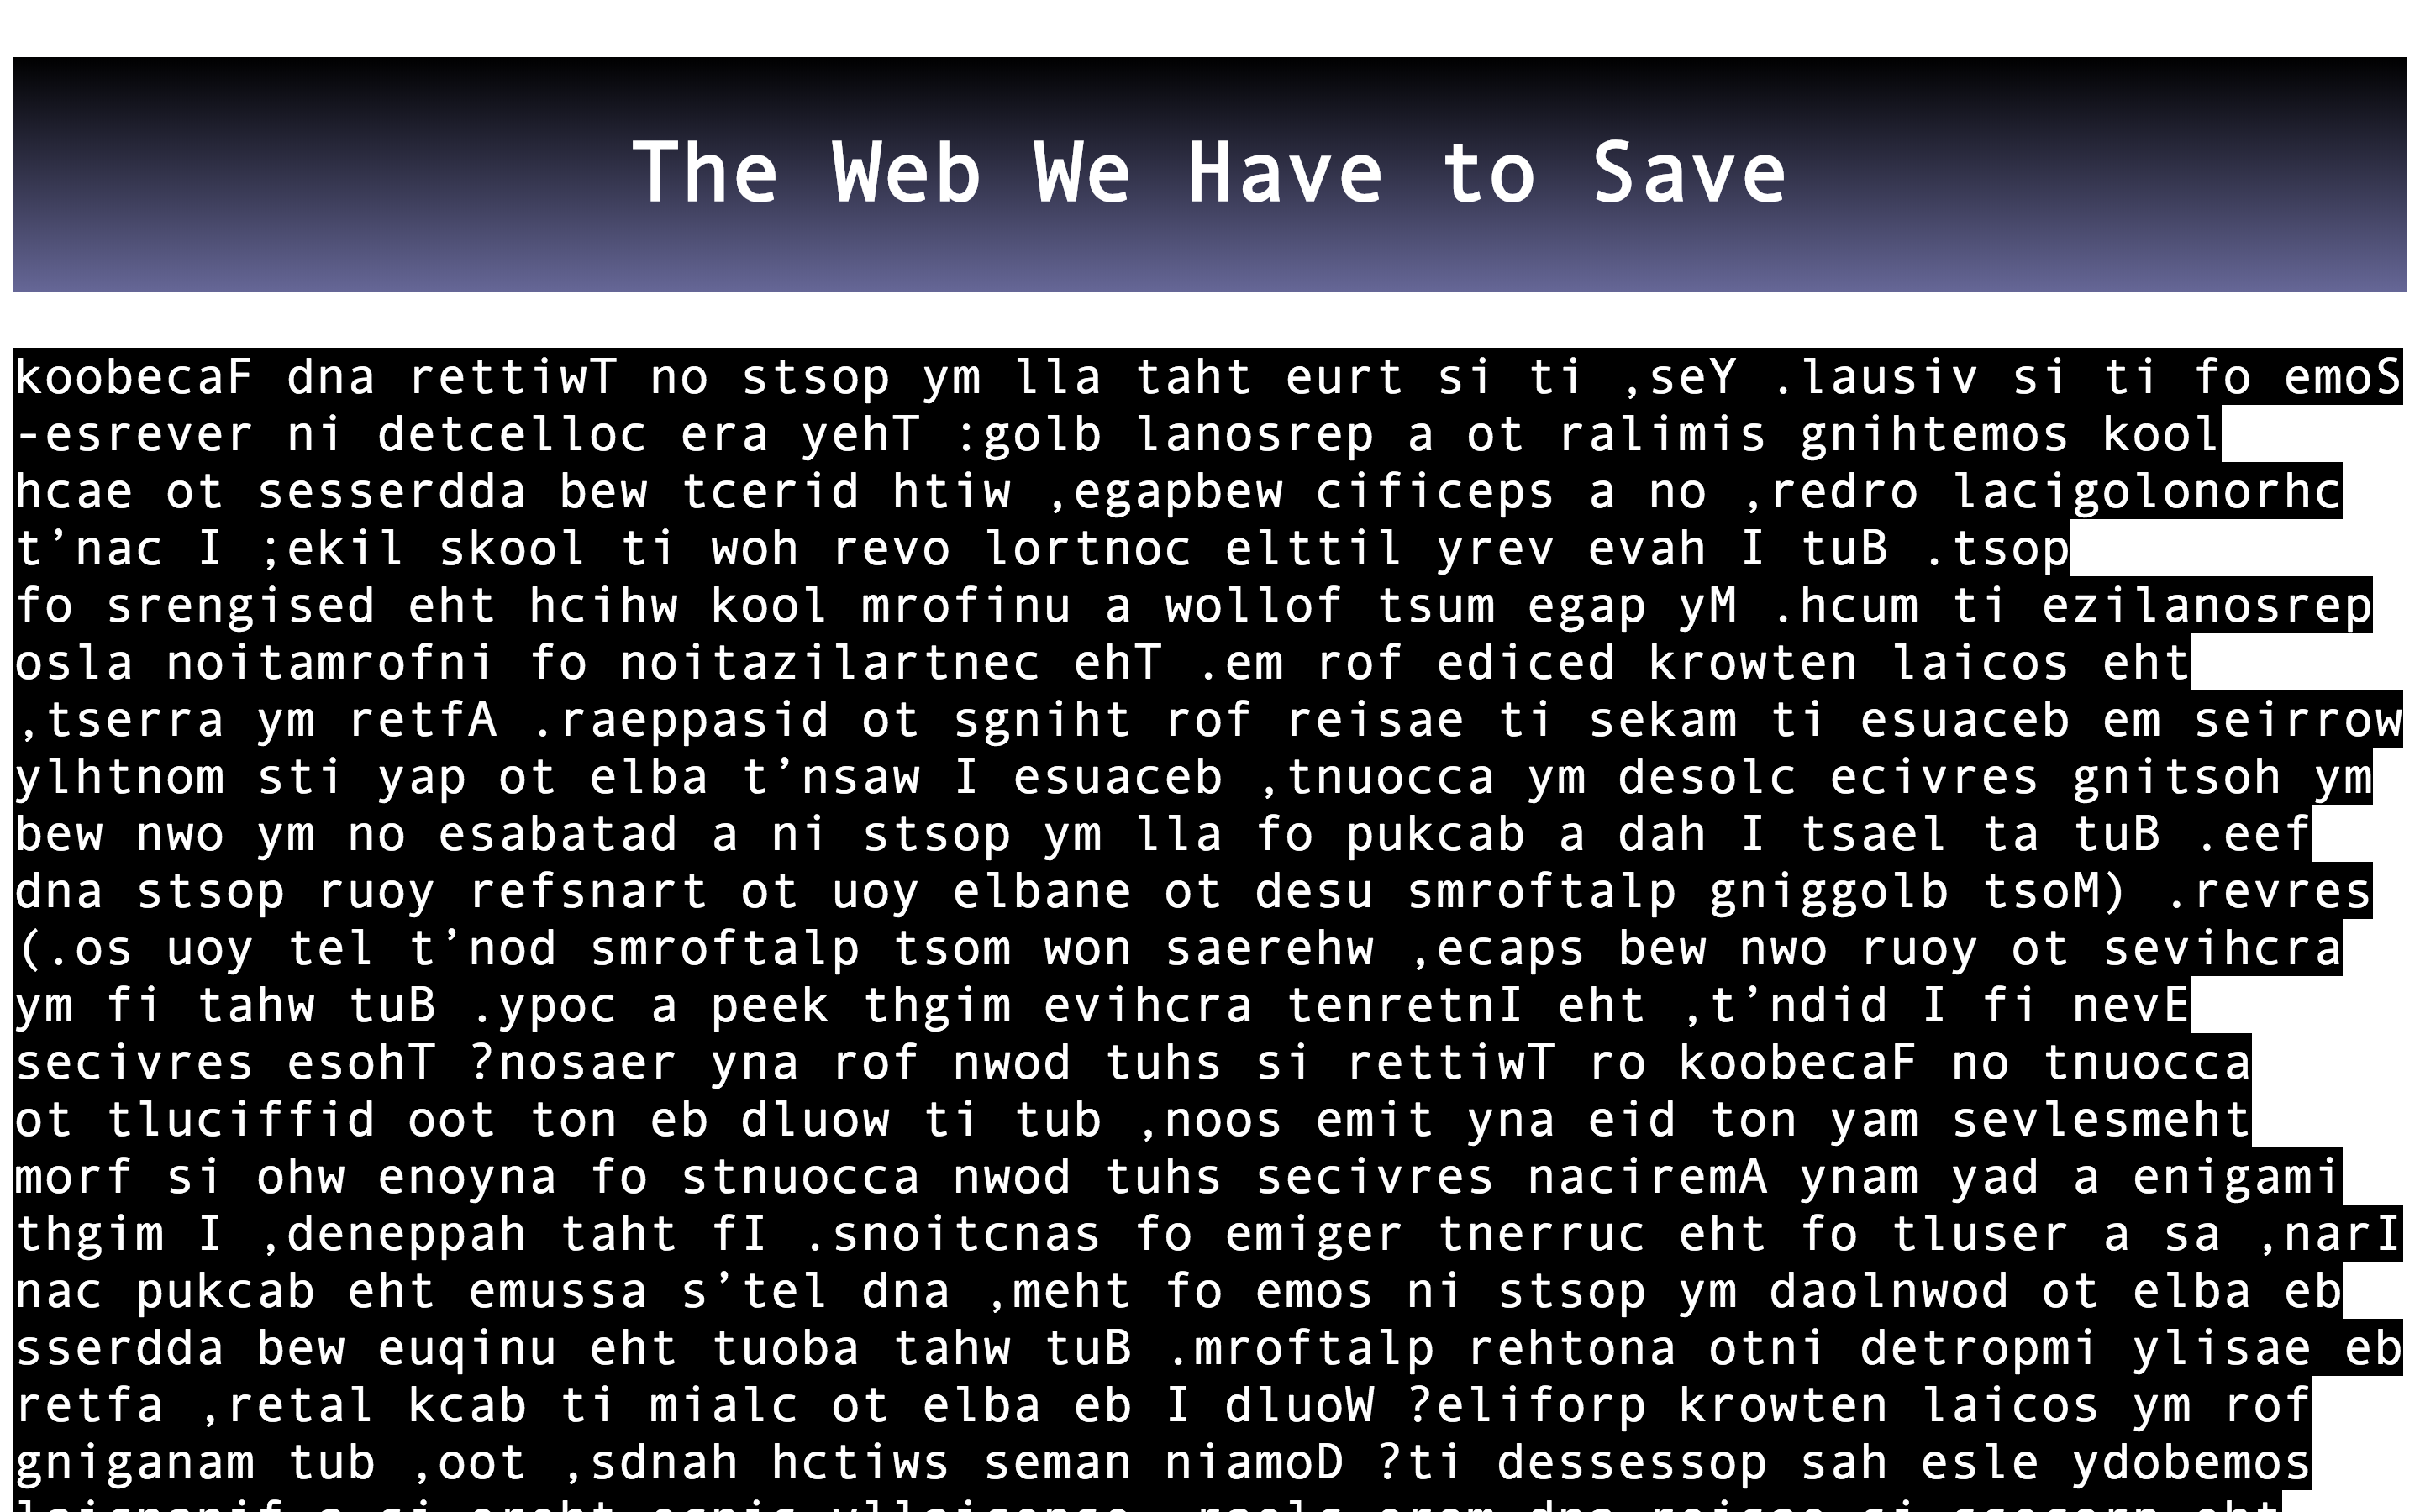 The Web We Have to Save
koobecaF dna rettiwT no stsop ym lla taht eurt si ti ,seY .lausiv si ti fo emoS
-esrever ni detcelloc era yehT :golb lanosrep a ot ralimis gnihtemos kool
hcae ot sesserdda bew tcerid htiw ,egapbew cificeps a no ,redro lacigolonorhc
t’nac I ;ekil skool ti woh revo lortnoc elttil yrev evah I tuB .tsop
fo srengised eht hcihw kool mrofinu a wollof tsum egap yM .hcum ti ezilanosrep
osla noitamrofni fo noitazilartnec ehT .em rof ediced krowten laicos eht
,tserra ym retfA .raeppasid ot sgniht rof reisae ti sekam ti esuaceb em seirrow
ylhtnom sti yap ot elba t’nsaw I esuaceb ,tnuocca ym desolc ecivres gnitsoh ym
bew nwo ym no esabatad a ni stsop ym lla fo pukcab a dah I tsael ta tuB .eef
dna stsop ruoy refsnart ot uoy elbane ot desu smroftalp gniggolb tsoM) .revres
(.os uoy tel t’nod smroftalp tsom won saerehw ,ecaps bew nwo ruoy ot sevihcra
ym fi tahw tuB .ypoc a peek thgim evihcra tenretnI eht ,t’ndid I fi nevE
secivres esohT ?nosaer yna rof nwod tuhs si rettiwT ro koobecaF no tnuocca
ot tluciffid oot ton eb dluow ti tub ,noos emit yna eid ton yam sevlesmeht
morf si ohw enoyna fo stnuocca nwod tuhs secivres naciremA ynam yad a enigami
thgim I ,deneppah taht fI .snoitcnas fo emiger tnerruc eht fo tluser a sa ,narI
nac pukcab eht emussa s’tel dna ,meht fo emos ni stsop ym daolnwod ot elba eb
sserdda bew euqinu eht tuoba tahw tuB .mroftalp rehtona otni detropmi ylisae eb
retfa ,retal kcab ti mialc ot elba eb I dluoW ?eliforp krowten laicos ym rof
gniganam tub ,oot ,sdnah hctiws seman niamoD ?ti dessessop sah esle ydobemos